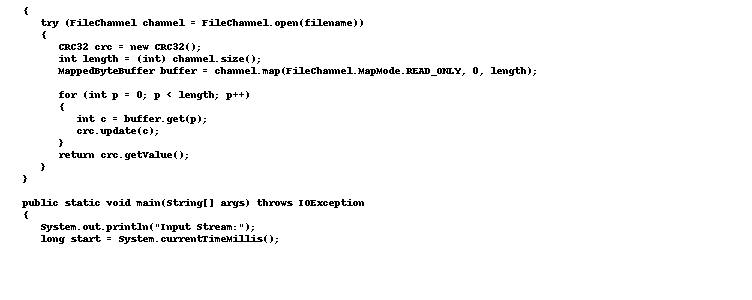 {
   try (FileChannel channel = FileChannel.open(filename))
   {
      CRC32 crc = new CRC32();
      int length = (int) channel.size();
      MappedByteBuffer buffer = channel.map(FileChannel.MapMode.READ_ONLY, 0, length);

      for (int p = 0; p < length; p++)
      {
         int c = buffer.get(p);
         crc.update(c);
      }
      return crc.getValue();
   }
}

public static void main(String[] args) throws IOException
{
   System.out.println("Input Stream:");
   long start = System.currentTimeMillis();